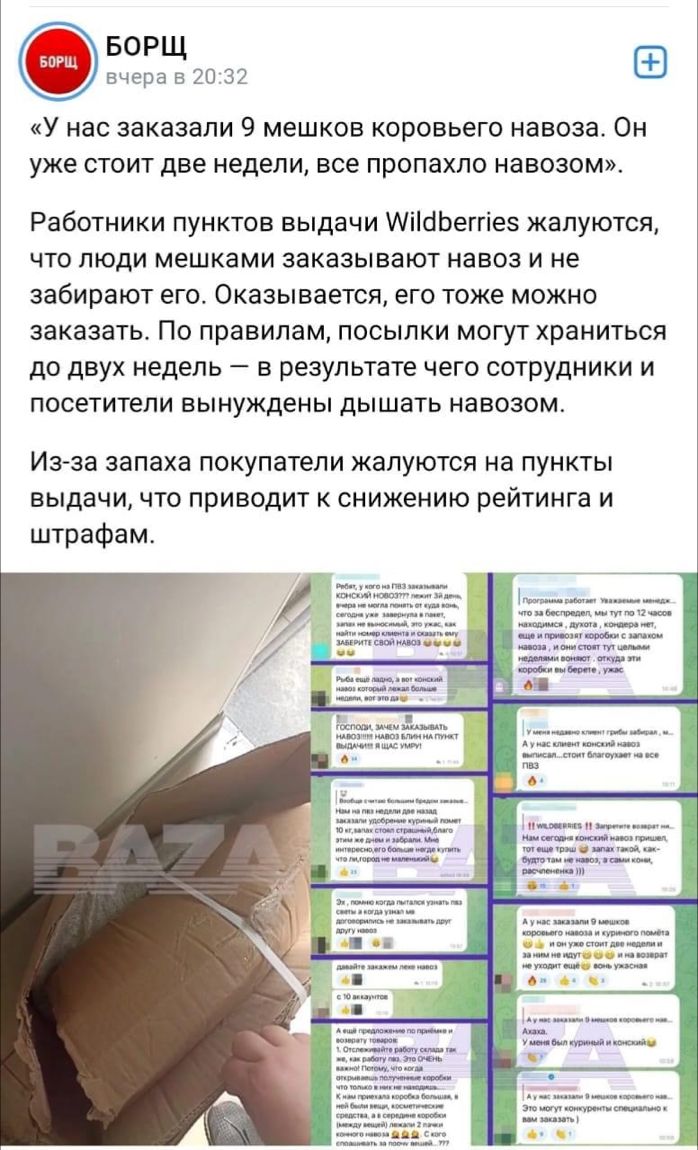 БОРЩ
БОРЩ
вчера в 20:32
«У нас заказали 9 мешков коровьего навоза. Он
уже стоит две недели, все пропахло навозом».
Работники пунктов выдачи Wildberries жалуются,
что люди мешками заказывают навоз и не
забирают его. Оказывается, его тоже можно
заказать. По правилам, посылки могут храниться
до двух недель — в результате чего сотрудники и
посетители вынуждены дышать навозом.
Из-за запаха покупатели жалуются на пункты
выдачи, что приводит к снижению рейтинга и
штрафам.
BAZA
Ребят, у кого на ПВЗ заказывали
КОНСКИЙ НОВОЗ??? лежит 3й день,
вчера не могла понять от куда вонь,
сегодня уже завернула в пакет,
запах не выносимый, это ужас, как
найти номер клиента и сказать ему
ЗАБЕРИТЕ СВОЙ НАВОЗ
Рыба ещё ладно, а вот конский
навоз который лежал больше
недели, вот это да
ГОСПОДИ, ЗАЧЕМ ЗАКАЗЫВАТЬ
НАВОЗ!!!!! НАВОЗ БЛИН НА ПУНКТ
ВЫДАЧИ!!! Я ЩАС УМРУ!
Вообще считаю большим бредом заказыв...
Нам на пвз недели две назад
заказали удобрение куриный помет
10 кг,запах стоял страшный,благо
этим же днем и забрали. Мне
интересно,его больше негде купить
что ли,город не маленький
Эх, помню когда пытался узнать пвз
светы а когда узнал мв
договорились не заказывать друг
другу навоз
давайте закажем леке навоз
с 10 аккаунтов
А ещё предложение по приёмке и
возврату товаров:
1. Отслеживайте работу склада так
же, как работу пвз. Это ОЧЕНЬ
важно! Потому, что когда
открываешь полученные коробки
что только в них не находишь...
К нам приехала коробка большая, в
ней были вещи, косметические
средства, а в середине коробки
(между вещей) лежали 2 пачки
конного навоза С кого
спрашивать за порчу вещей...???
Программа работает Уважаемые менедж...
что за беспредел, мы тут по 12 часов
находимся, духота, кондера нет,
еще и привозят коробки с запахом
навоза, и они стоят тут целыми
неделями воняют, откуда эти
коробки вы берете, ужас
У меня недавно клиент грибы забирал, м...
А у нас клиент конский навоз
выписал...стоит благоухает на все
ПВЗ
WILDBERRIES Запретите возврат ни...
Нам сегодня конский навоз пришел,
тот еще трэш запах такой, как-
будто там не навоз, а сами кони,
расчлененка )))
А у нас заказали 9 мешков
коровьего навоза и куриного помёта
и он уже стоит две недели и
за ним не идут и на возврат
не уходит ещё вонь ужасная
А у нас заказали 9 мешков коровьего нав...
Ахаха.
У меня был куриный и конский
А у нас заказали 9 мешков коровьего нав...
Это могут конкуренты специально к
вам заказать )